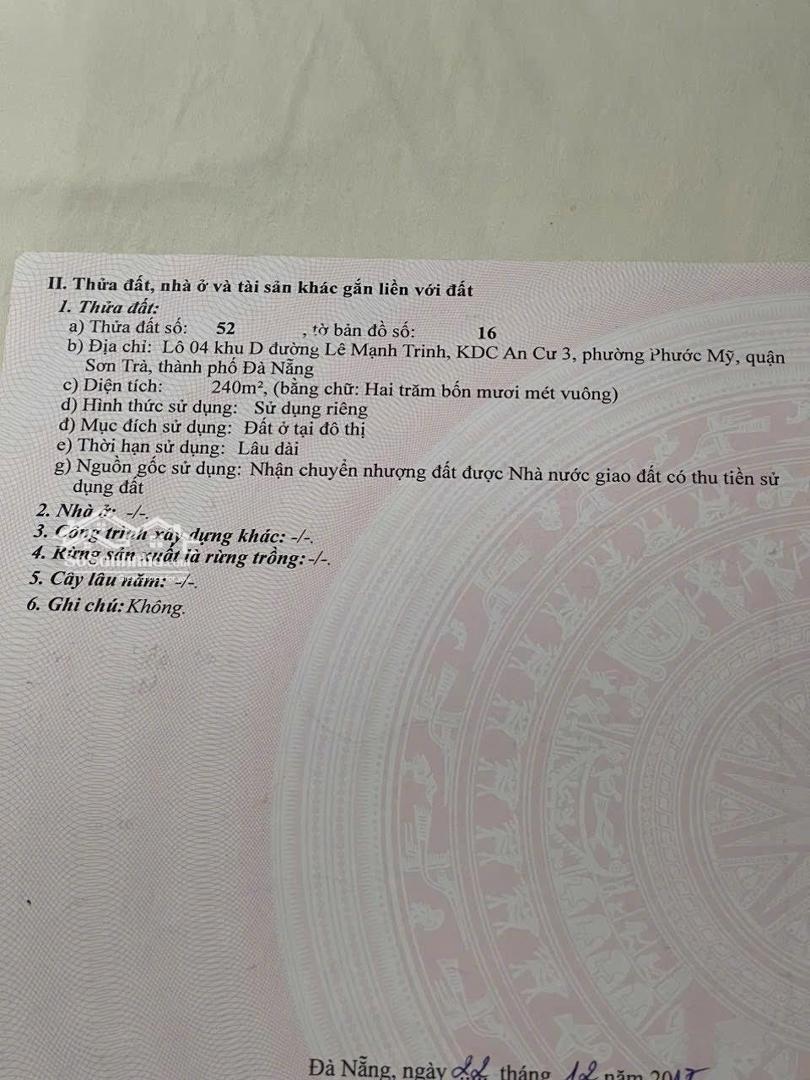 II. Thửa đất, nhà ở và tài sản khác gắn liền với đất
1. Thửa đất:
a) Thửa đất số: 52 , tờ bản đồ số: 16
b) Địa chỉ: Lô 04 khu D đường Lê Mạnh Trinh, KDC An Cư 3, phường Phước Mỹ, quận
Sơn Trà, thành phố Đà Nẵng
c) Diện tích: 240m², (bằng chữ: Hai trăm bốn mươi mét vuông)
d) Hình thức sử dụng: Sử dụng riêng
đ) Mục đích sử dụng: Đất ở tại đô thị
e) Thời hạn sử dụng: Lâu dài
g) Nguồn gốc sử dụng: Nhận chuyển nhượng đất được Nhà nước giao đất có thu tiền sử
dụng đất
2. Nhà ở: -/-.
3. Công trình xây dựng khác: -/-.
4. Rừng sản xuất là rừng trồng: -/-.
5. Cây lâu năm: -/-.
6. Ghi chú: Không.
Đà Nẵng, ngày 22 tháng 12 năm 2017